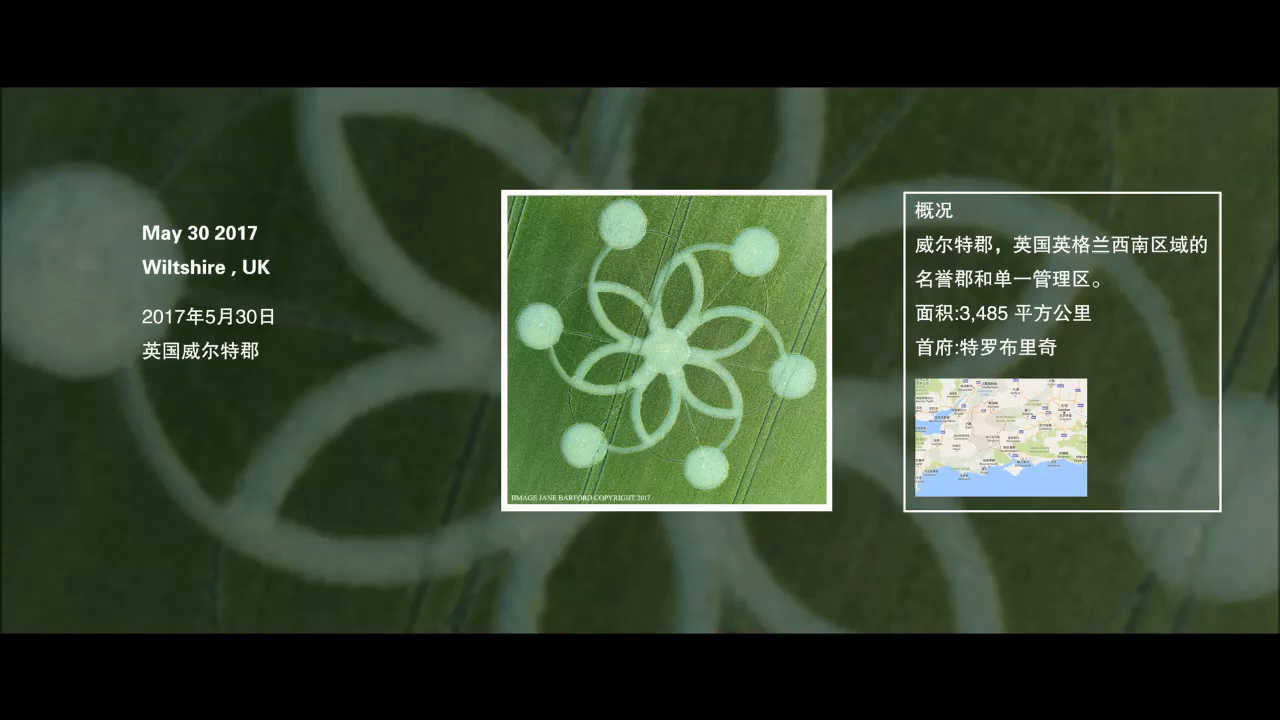 May 30 2017
Wiltshire , UK
2017年5月30日
英国威尔特郡
IIMAGE JANE BARFORD COPYRIGHT 2017
概况
威尔特郡，英国英格兰西南区域的
名誉郡和单一管理区。
面积:3,485 平方公里
首府:特罗布里奇